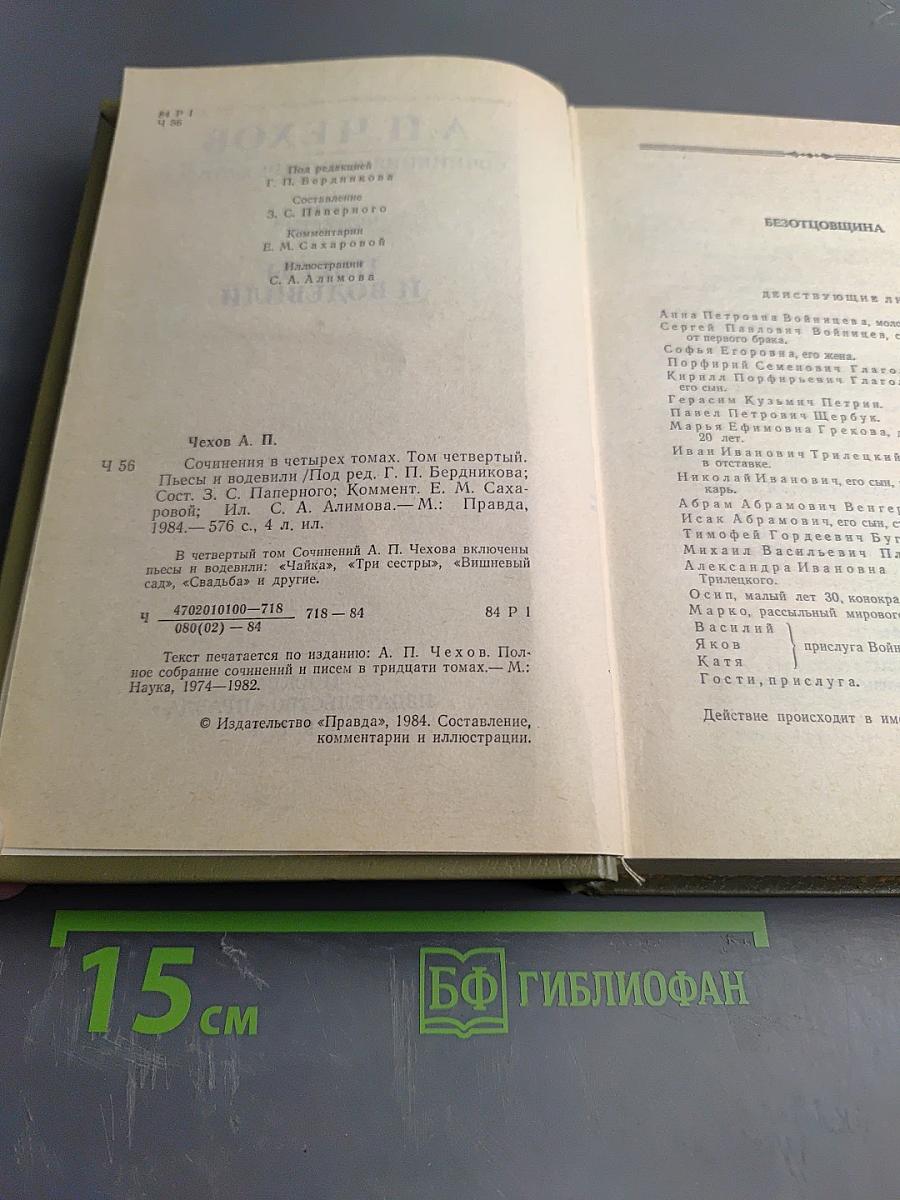 84 Р 1
Ч 56
Под редакцией
Г. П. Бердникова
Составление
З. С. Паперного
Комментарии
Е. М. Сахаровой
Иллюстрации
С. А. Алимова
Чехов А. П.
Ч 56 Сочинения в четырех томах. Том четвертый.
Пьесы и водевили /Под ред. Г. П. Бердникова;
Сост. З. С. Паперного; Коммент. Е. М. Саха-
ровой; Ил. С. А. Алимова.— М.: Правда,
1984.— 576 с., 4 л. ил.
В четвертый том Сочинений А. П. Чехова включены
пьесы и водевили: «Чайка», «Три сестры», «Вишневый
сад», «Свадьба» и другие.
Ч 4702010100—718 718 — 84 84 Р 1
080(02) — 84
Текст печатается по изданию: А. П. Чехов. Пол-
ное собрание сочинений и писем в тридцати томах.— М.:
Наука, 1974—1982.
© Издательство «Правда», 1984. Составление,
комментарии и иллюстрации.
БЕЗОТЦОВЩИНА
ДЕЙСТВУЮЩИЕ
Анна Петровна Войницева,
Сергей Павлович Войницев,
от первого брака.
Софья Егоровна, его жена.
Порфирий Семенович
Кирилл Порфирьевич
его сын.
Герасим Кузьмич Петрин.
Павел Петрович Щербук.
Марья Ефимовна Грекова,
20 лет.
Иван Иванович Трилецкий
в отставке.
Николай Иванович, его сын,
карь.
Абрам Абрамович
Исак Абрамович, его сын,
Тимофей Гордеевич
Михаил Васильевич
Александра Ивановна
Трилецкого.
Осип, малый лет 30,
Марко, рассыльный
Василий
Яков прислуга
Катя
Гости, прислуга.
Действие происходит в
15 см
БФ ГИБЛИОФАН